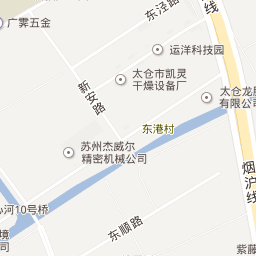 东泾路
线
广霁五金
运洋科技园
新安路
太仓市凯灵
干燥设备厂
太仓龙
有限公司
东港村
苏州杰威尔
精密机械公司
烟沪线
河10号桥
东顺路
紫藤